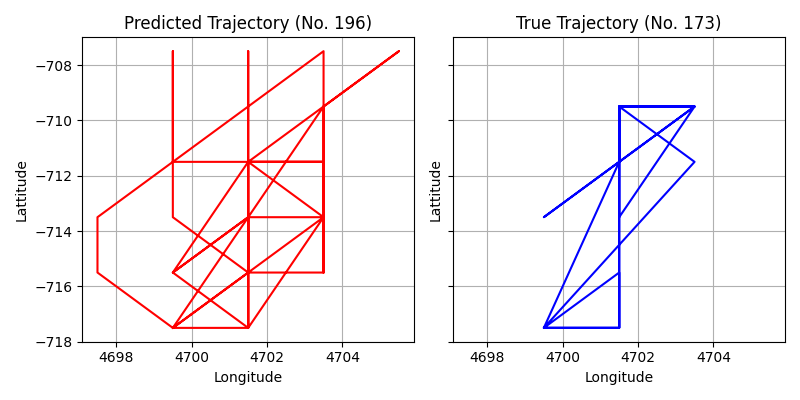 Predicted Trajectory (No. 196)
True Trajectory (No. 173)
−708
−710
−712
−714
−716
−718
Lattitude
Lattitude
4698 4700 4702 4704
4698 4700 4702 4704
Longitude
Longitude